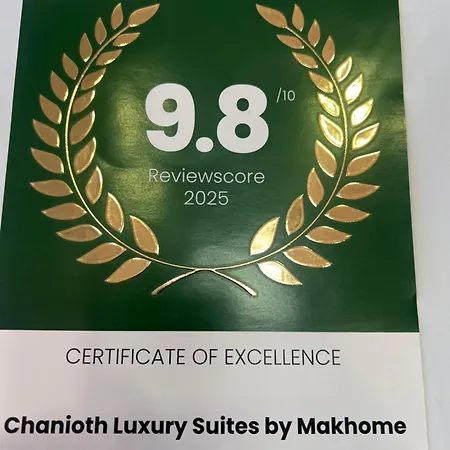 9.8 /10
Reviewscore
2025
CERTIFICATE OF EXCELLENCE
Chanioth Luxury Suites by Makhome